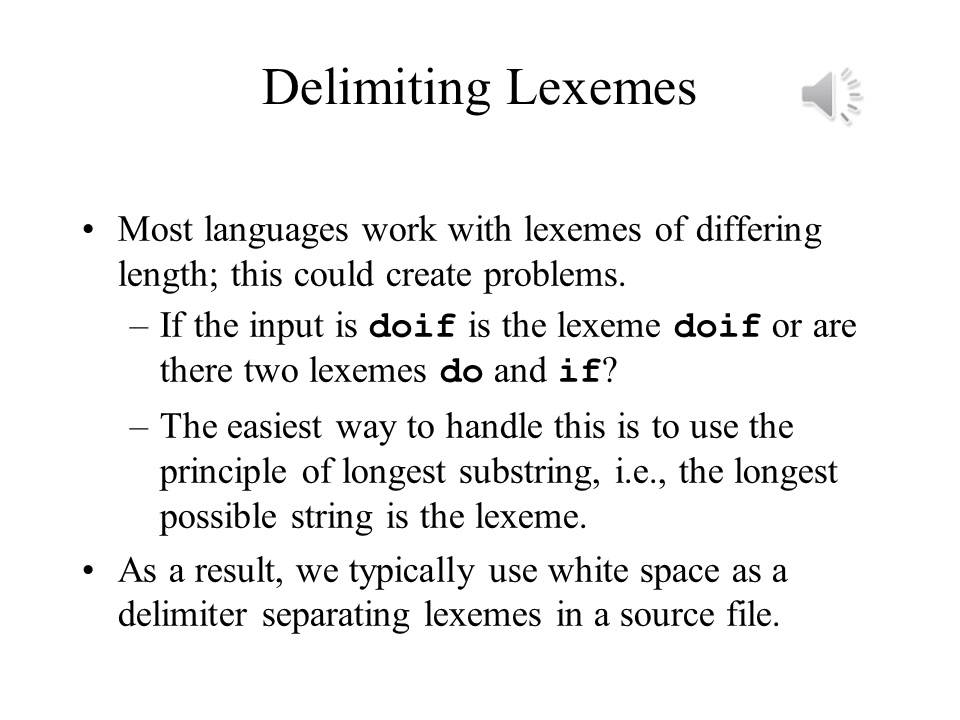 Delimiting Lexemes
• Most languages work with lexemes of differing
length; this could create problems.
– If the input is doif is the lexeme doif or are
there two lexemes do and if?
– The easiest way to handle this is to use the
principle of longest substring, i.e., the longest
possible string is the lexeme.
• As a result, we typically use white space as a
delimiter separating lexemes in a source file.